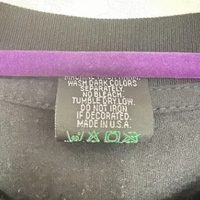 WASH DARK COLORS
SEPARATELY.
NO BLEACH.
TUMBLE DRY LOW.
DO NOT IRON
IF DECORATED.
MADE IN U.S.A.